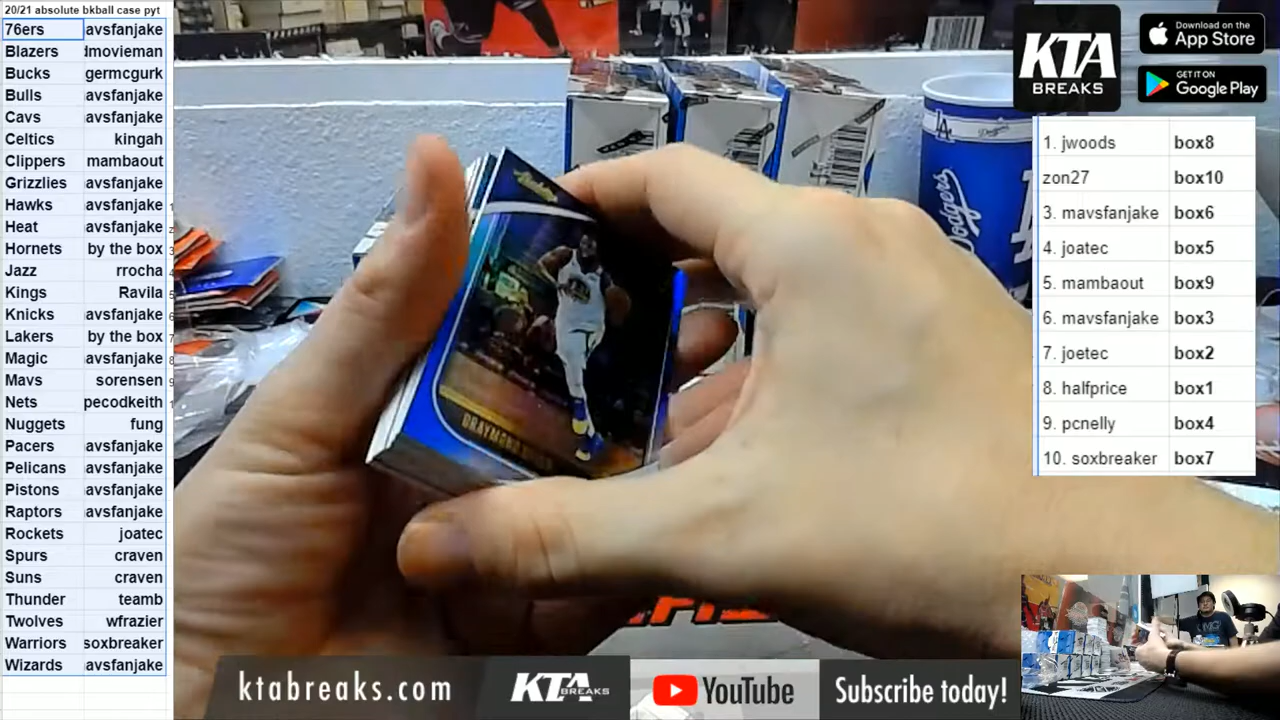 20/21 absolute bkball case pyt
76ers avsfanjake
Blazers dmovieman
Bucks germcgurk
Bulls avsfanjake
Cavs avsfanjake
Celtics kingah
Clippers mambaout
Grizzlies avsfanjake
Hawks avsfanjake
Heat avsfanjake
Hornets by the box
Jazz rrocha
Kings Ravila
Knicks avsfanjake
Lakers by the box
Magic avsfanjake
Mavs sorensen
Nets pecodkeith
Nuggets fung
Pacers avsfanjake
Pelicans avsfanjake
Pistons avsfanjake
Raptors avsfanjake
Rockets joatec
Spurs craven
Suns craven
Thunder teamb
Twolves wfrazier
Warriors soxbreaker
Wizards avsfanjake
KTA
BREAKS
Download on the
App Store
GET IT ON
Google Play
1. jwoods box8
zon27 box10
3. mavsfanjake box6
4. joatec box5
5. mambaout box9
6. mavsfanjake box3
7. joetec box2
8. halfprice box1
9. pcnelly box4
10. soxbreaker box7
Dodgers
LA
Dodgers
ktabreaks.com
KTA
BREAKS
YouTube
Subscribe today!